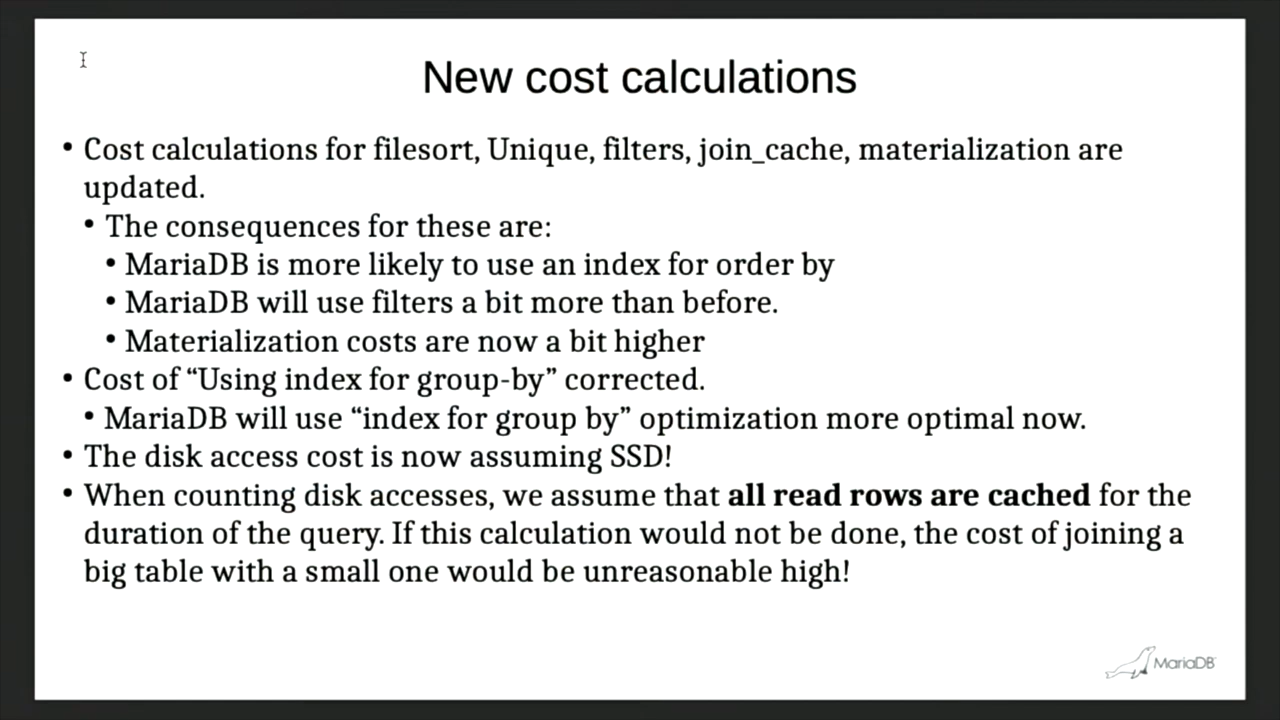 New cost calculations
• Cost calculations for filesort, Unique, filters, join_cache, materialization are
updated.
• The consequences for these are:
• MariaDB is more likely to use an index for order by
• MariaDB will use filters a bit more than before.
• Materialization costs are now a bit higher
• Cost of “Using index for group-by” corrected.
• MariaDB will use “index for group by” optimization more optimal now.
• The disk access cost is now assuming SSD!
• When counting disk accesses, we assume that all read rows are cached for the
duration of the query. If this calculation would not be done, the cost of joining a
big table with a small one would be unreasonable high!
MariaDB